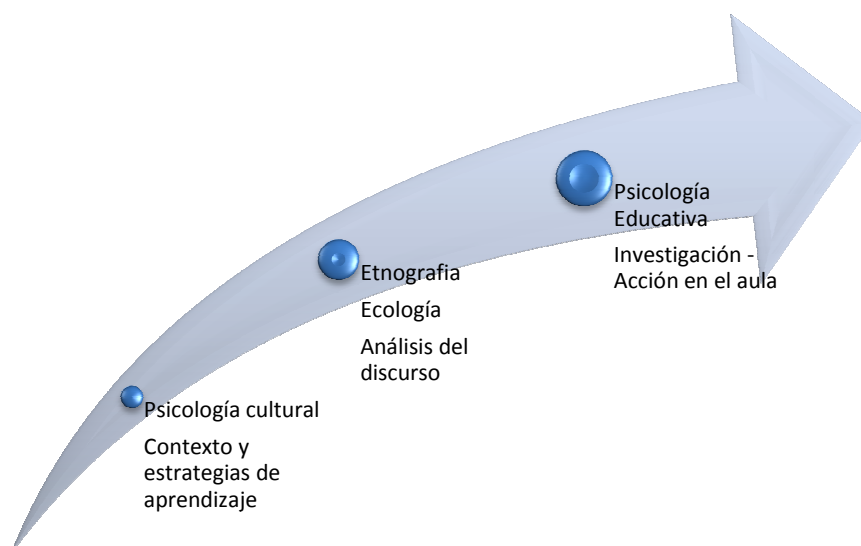 Psicología cultural
Contexto y
estrategias de
aprendizaje
Etnografia
Ecología
Análisis del
discurso
Psicología
Educativa
Investigación -
Acción en el aula